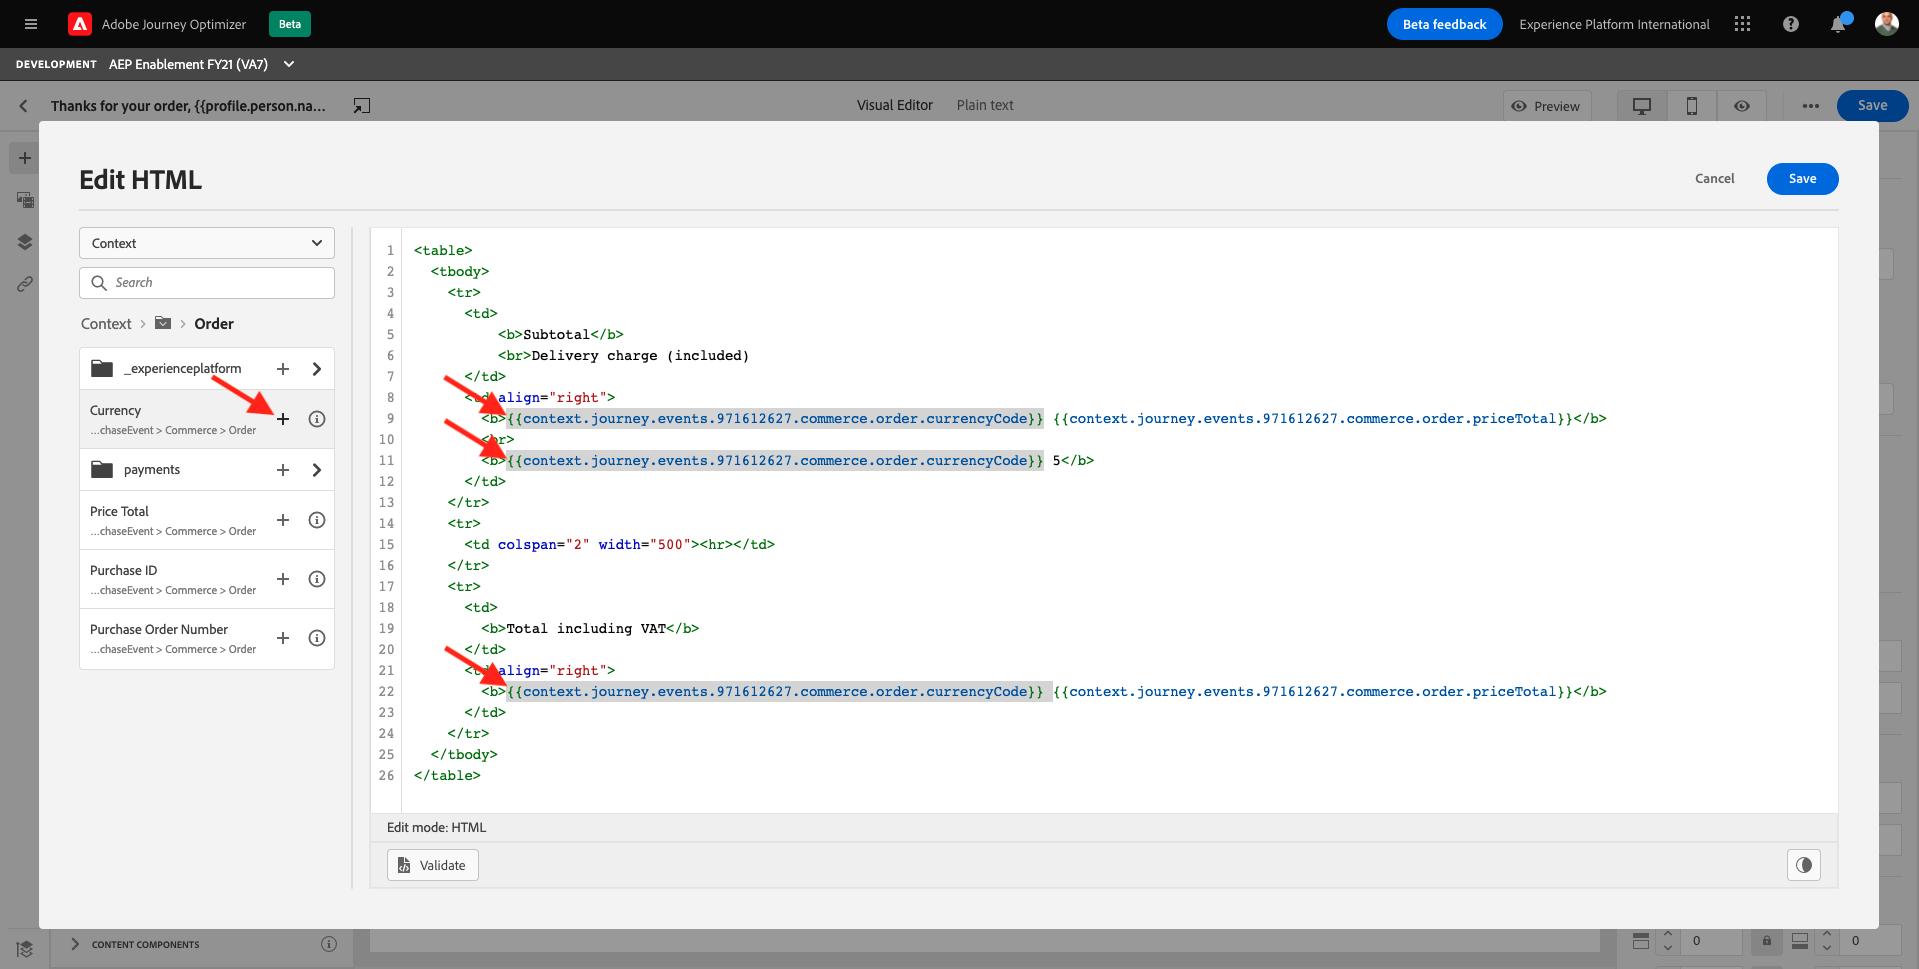 Adobe Journey Optimizer Beta Beta feedback Experience Platform International
DEVELOPMENT AEP Enablement FY21 (VA7)
Thanks for your order, {{profile.person.na... Visual Editor Plain text Preview Save
Edit HTML Cancel Save
Context
Search
Context > Order
_experienceplatform
Currency
...chaseEvent > Commerce > Order
payments
Price Total
...chaseEvent > Commerce > Order
Purchase ID
...chaseEvent > Commerce > Order
Purchase Order Number
...chaseEvent > Commerce > Order
1 <table>
2 <tbody>
3 <tr>
4 <td>
5 <b>Subtotal</b>
6 <br>Delivery charge (included)
7 </td>
8 <td align="right">
9 <b>{{context.journey.events.971612627.commerce.order.currencyCode}} {{context.journey.events.971612627.commerce.order.priceTotal}}</b>
10 <br>
11 <b>{{context.journey.events.971612627.commerce.order.currencyCode}} 5</b>
12 </td>
13 </tr>
14 <tr>
15 <td colspan="2" width="500"><hr></td>
16 </tr>
17 <tr>
18 <td>
19 <b>Total including VAT</b>
20 </td>
21 <td align="right">
22 <b>{{context.journey.events.971612627.commerce.order.currencyCode}} {{context.journey.events.971612627.commerce.order.priceTotal}}</b>
23 </td>
24 </tr>
25 </tbody>
26 </table>
Edit mode: HTML
Validate
CONTENT COMPONENTS
0 0